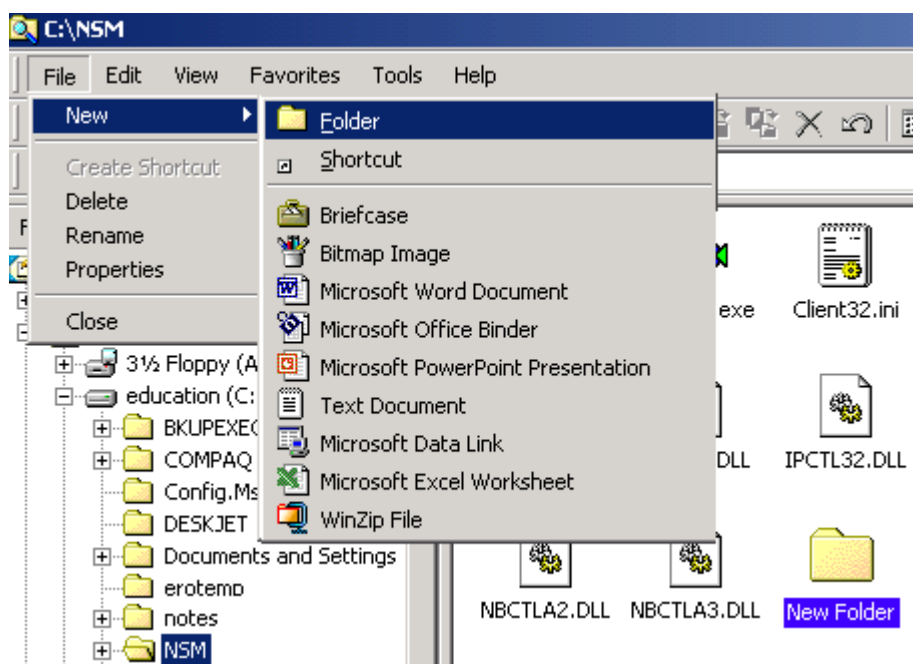 C:\NSM
File Edit View Favorites Tools Help
New
Create Shortcut
Delete
Rename
Properties
Close
Folder
Shortcut
Briefcase
Bitmap Image
Microsoft Word Document
Microsoft Office Binder
Microsoft PowerPoint Presentation
Text Document
Microsoft Data Link
Microsoft Excel Worksheet
WinZip File
3½ Floppy (A
education (C:
BKUPEXEC
COMPAQ
Config.Ms
DESKJET
Documents and Settings
erotemp
notes
NSM
exe Client32.ini
DLL IPCTL32.DLL
NBCTLA2.DLL NBCTLA3.DLL New Folder